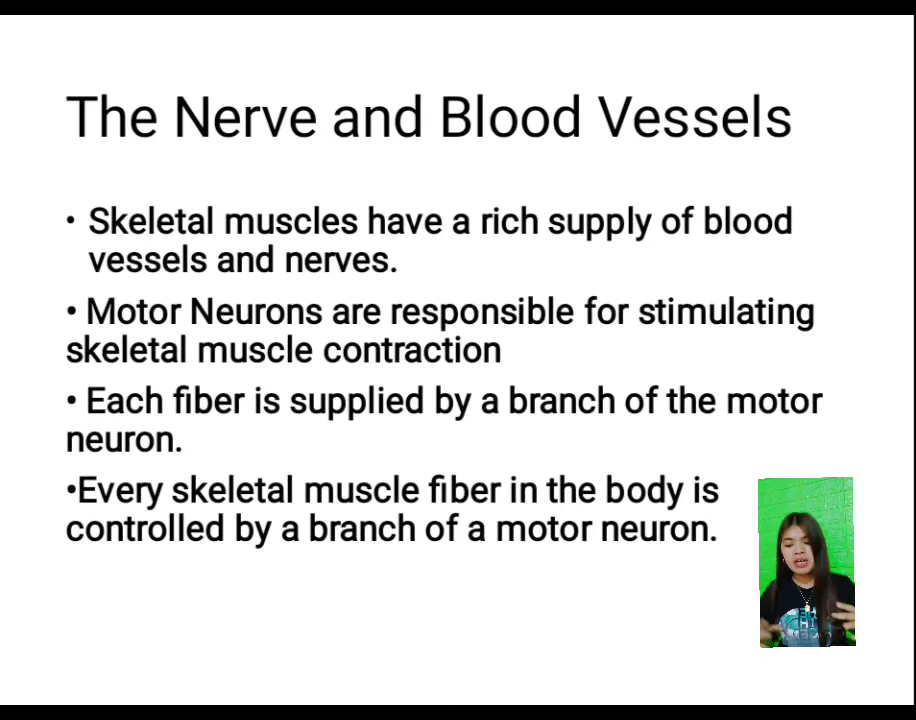 The Nerve and Blood Vessels
• Skeletal muscles have a rich supply of blood
vessels and nerves.
• Motor Neurons are responsible for stimulating
skeletal muscle contraction
• Each fiber is supplied by a branch of the motor
neuron.
•Every skeletal muscle fiber in the body is
controlled by a branch of a motor neuron.